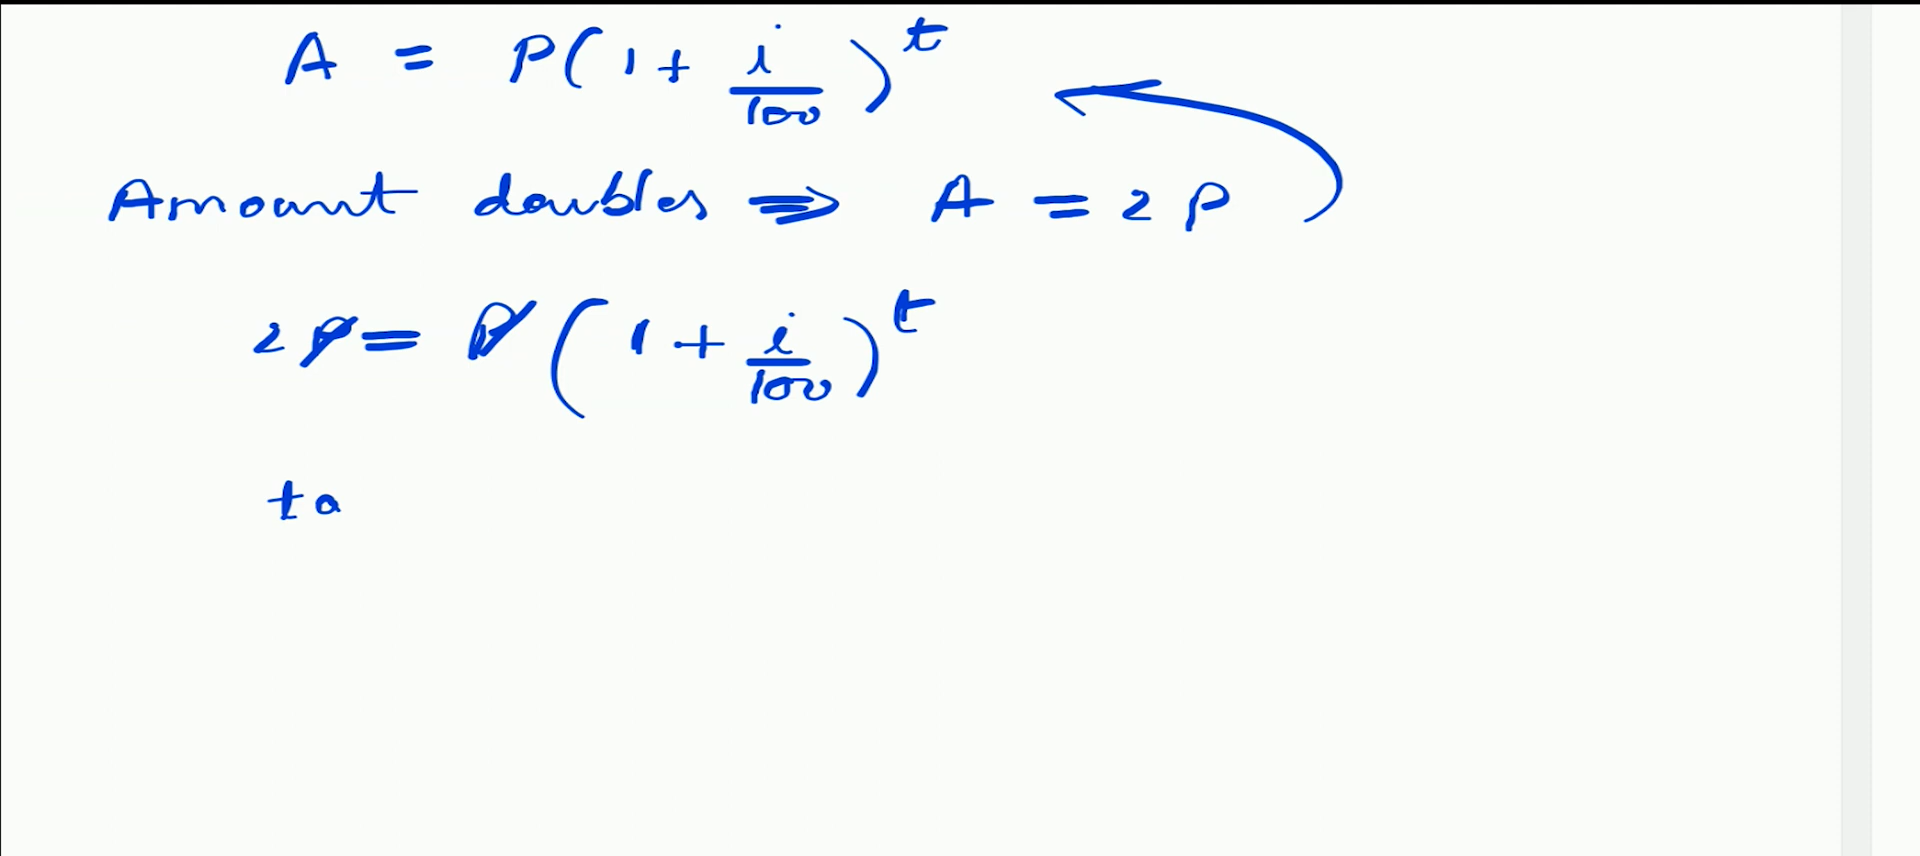 A = P(1 + i/100)^t
Amount doubles ⇒ A = 2P
2P = P(1 + i/100)^t
ta